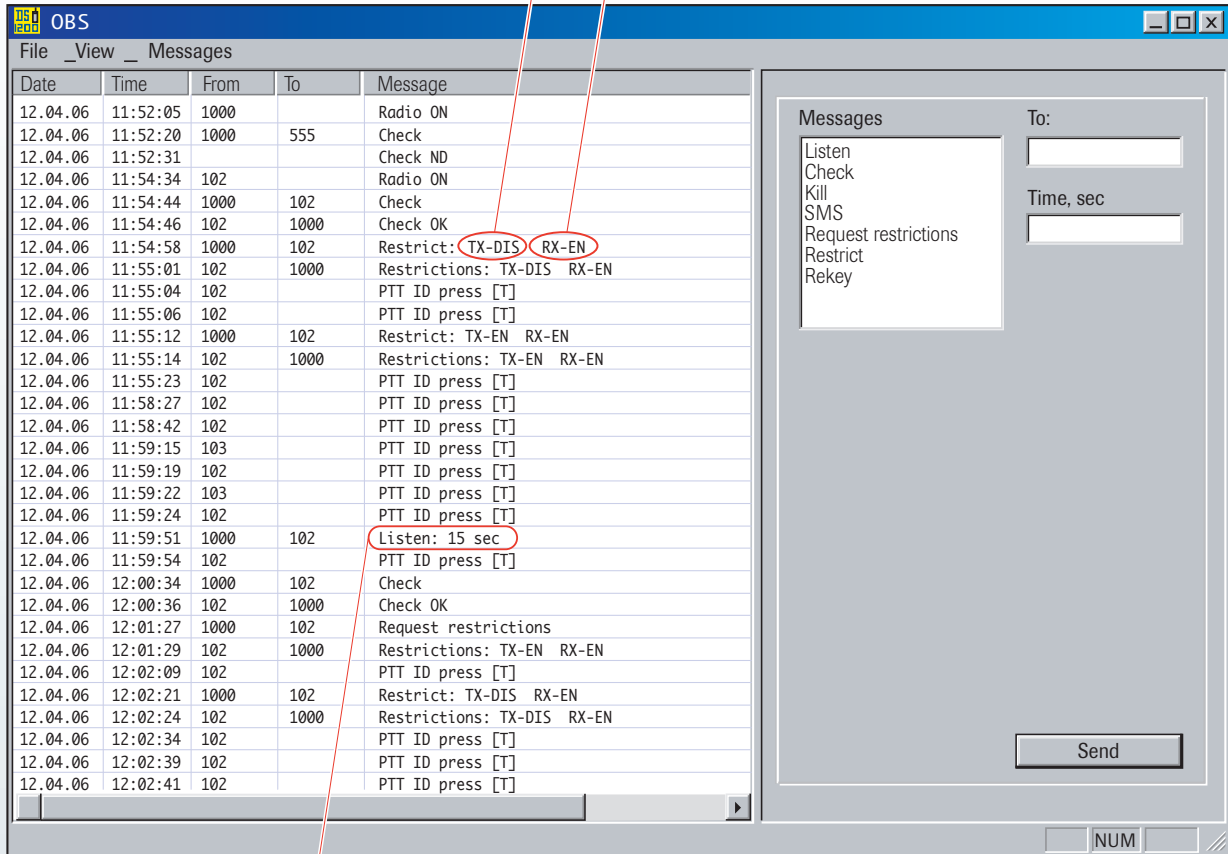 DSP 1200 OBS
File _View _ Messages
Date Time From To Message
12.04.06 11:52:05 1000 Radio ON
12.04.06 11:52:20 1000 555 Check
12.04.06 11:52:31 Check ND
12.04.06 11:54:34 102 Radio ON
12.04.06 11:54:44 1000 102 Check
12.04.06 11:54:46 102 1000 Check OK
12.04.06 11:54:58 1000 102 Restrict: TX-DIS RX-EN
12.04.06 11:55:01 102 1000 Restrictions: TX-DIS RX-EN
12.04.06 11:55:04 102 PTT ID press [T]
12.04.06 11:55:06 102 PTT ID press [T]
12.04.06 11:55:12 1000 102 Restrict: TX-EN RX-EN
12.04.06 11:55:14 102 1000 Restrictions: TX-EN RX-EN
12.04.06 11:55:23 102 PTT ID press [T]
12.04.06 11:58:27 102 PTT ID press [T]
12.04.06 11:58:42 102 PTT ID press [T]
12.04.06 11:59:15 103 PTT ID press [T]
12.04.06 11:59:19 102 PTT ID press [T]
12.04.06 11:59:22 103 PTT ID press [T]
12.04.06 11:59:24 102 PTT ID press [T]
12.04.06 11:59:51 1000 102 Listen: 15 sec
12.04.06 11:59:54 102 PTT ID press [T]
12.04.06 12:00:34 1000 102 Check
12.04.06 12:00:36 102 1000 Check OK
12.04.06 12:01:27 1000 102 Request restrictions
12.04.06 12:01:29 102 1000 Restrictions: TX-EN RX-EN
12.04.06 12:02:09 102 PTT ID press [T]
12.04.06 12:02:21 1000 102 Restrict: TX-DIS RX-EN
12.04.06 12:02:24 102 1000 Restrictions: TX-DIS RX-EN
12.04.06 12:02:34 102 PTT ID press [T]
12.04.06 12:02:39 102 PTT ID press [T]
12.04.06 12:02:41 102 PTT ID press [T]
Messages
Listen
Check
Kill
SMS
Request restrictions
Restrict
Rekey
To:
Time, sec
Send
NUM